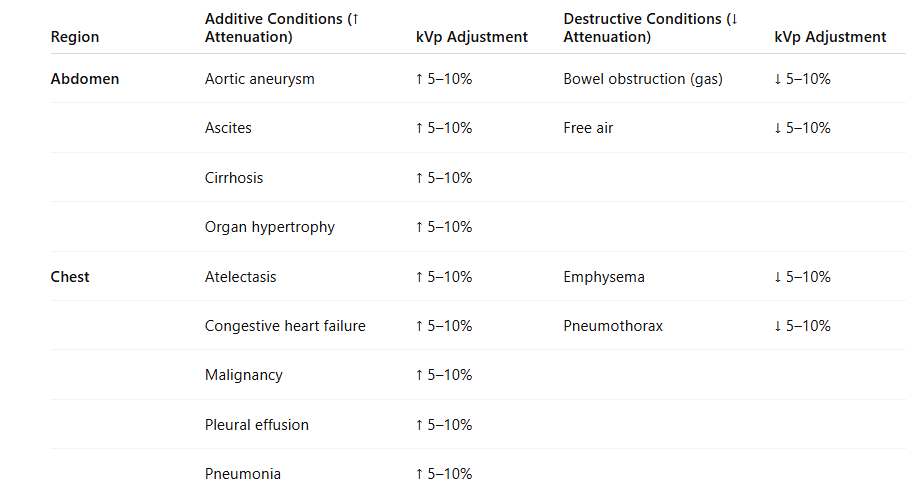 Region Additive Conditions (↑ Attenuation) kVp Adjustment Destructive Conditions (↓ Attenuation) kVp Adjustment
Abdomen Aortic aneurysm ↑ 5–10% Bowel obstruction (gas) ↓ 5–10%
Ascites ↑ 5–10% Free air ↓ 5–10%
Cirrhosis ↑ 5–10%
Organ hypertrophy ↑ 5–10%
Chest Atelectasis ↑ 5–10% Emphysema ↓ 5–10%
Congestive heart failure ↑ 5–10% Pneumothorax ↓ 5–10%
Malignancy ↑ 5–10%
Pleural effusion ↑ 5–10%
Pneumonia ↑ 5–10%